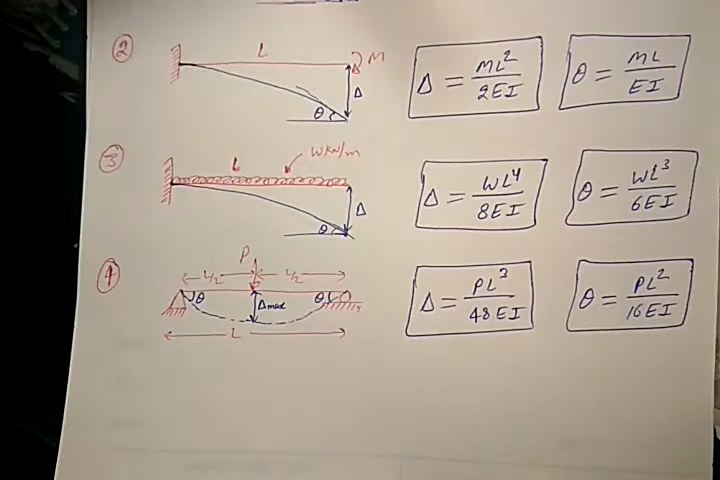 ② L M Δ = ML²/2EI θ = ML/EI
Δ
θ
③ L W KN/m Δ = WL⁴/8EI θ = WL³/6EI
Δ
θ
④ P Δ = PL³/48EI θ = PL²/16EI
L/2 L/2
θ Δmax θ
L